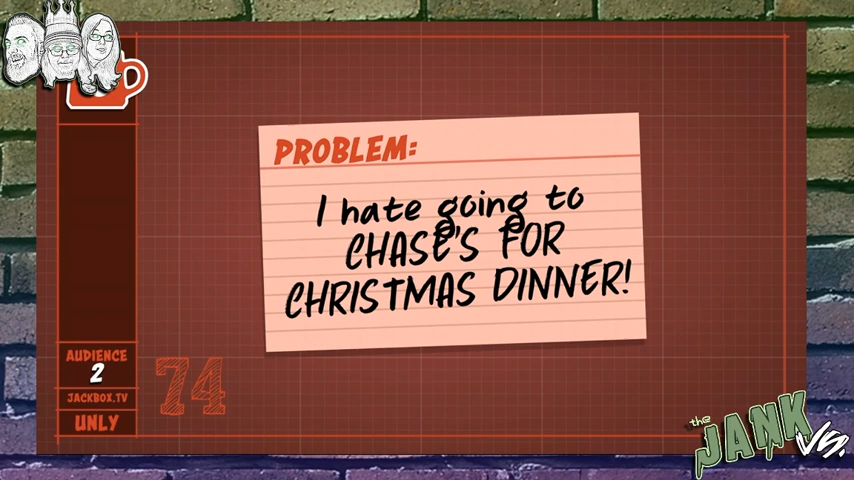 PROBLEM:
I hate going to
CHASE'S FOR
CHRISTMAS DINNER!
AUDIENCE
2
JACKBOX.TV
UNLY
74
the
JANK
VS.